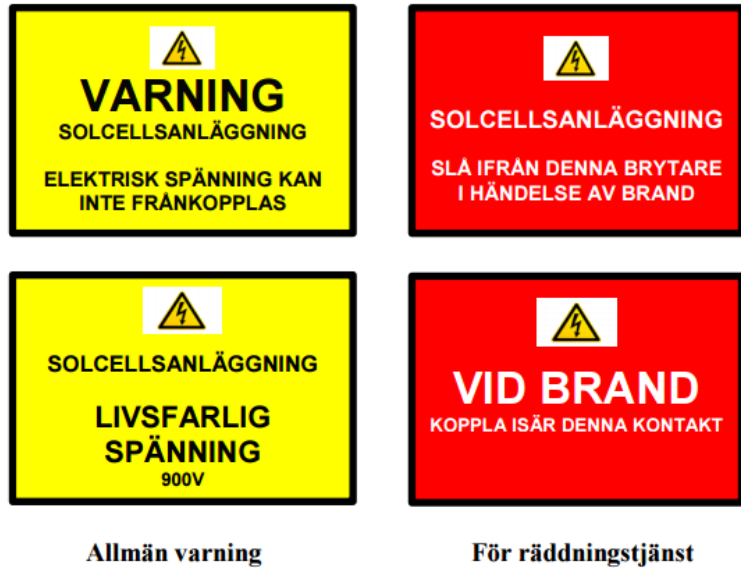 VARNING
SOLCELLSANLÄGGNING
ELEKTRISK SPÄNNING KAN
INTE FRÅNKOPPLAS
SOLCELLSANLÄGGNING
SLÅ IFRÅN DENNA BRYTARE
I HÄNDELSE AV BRAND
SOLCELLSANLÄGGNING
LIVSFARLIG
SPÄNNING
900V
VID BRAND
KOPPLA ISÄR DENNA KONTAKT
Allmän varning
För räddningstjänst